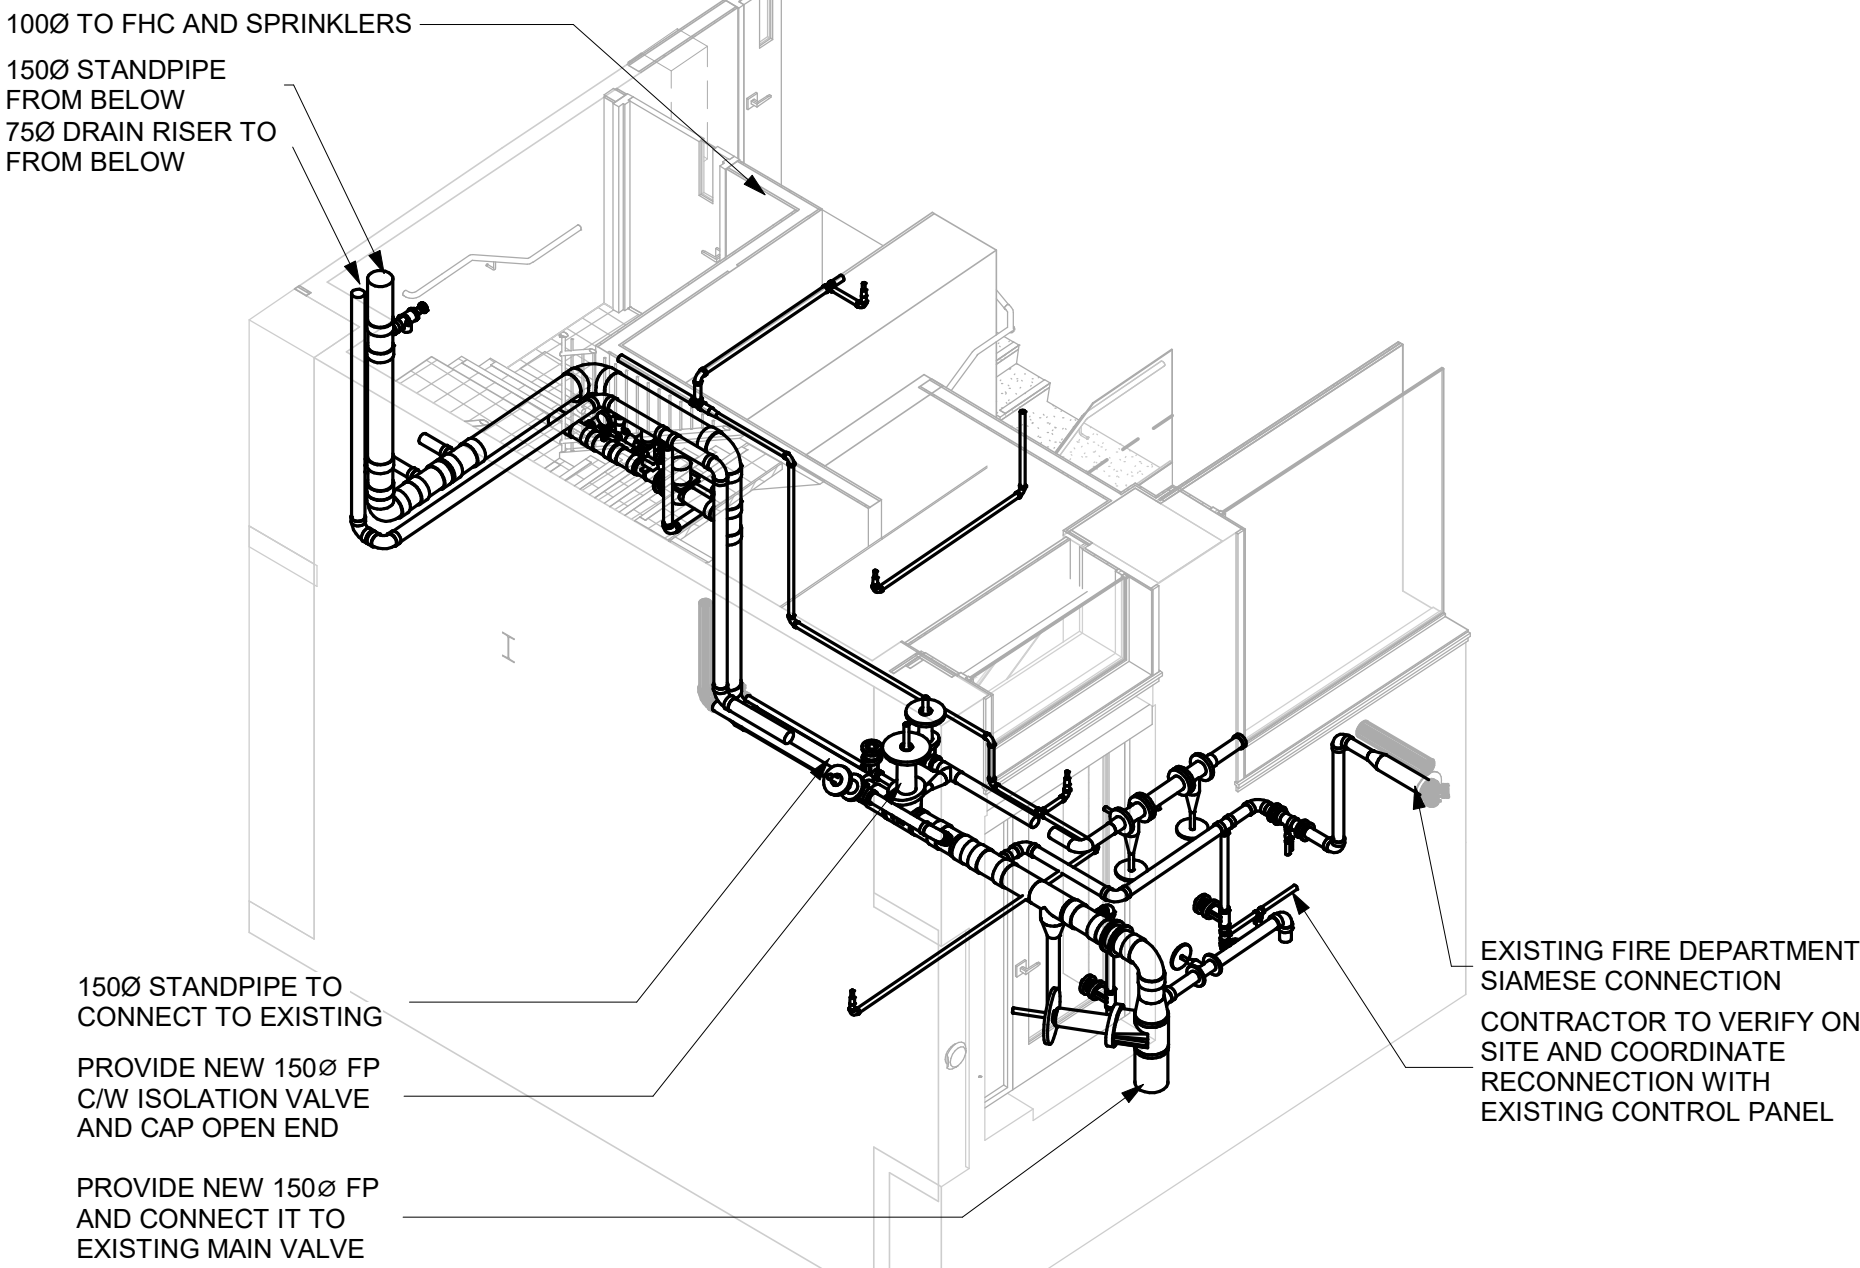 100Ø TO FHC AND SPRINKLERS
150Ø STANDPIPE
FROM BELOW
75Ø DRAIN RISER TO
FROM BELOW
150Ø STANDPIPE TO
CONNECT TO EXISTING
PROVIDE NEW 150Ø FP
C/W ISOLATION VALVE
AND CAP OPEN END
PROVIDE NEW 150Ø FP
AND CONNECT IT TO
EXISTING MAIN VALVE
EXISTING FIRE DEPARTMENT
SIAMESE CONNECTION
CONTRACTOR TO VERIFY ON
SITE AND COORDINATE
RECONNECTION WITH
EXISTING CONTROL PANEL